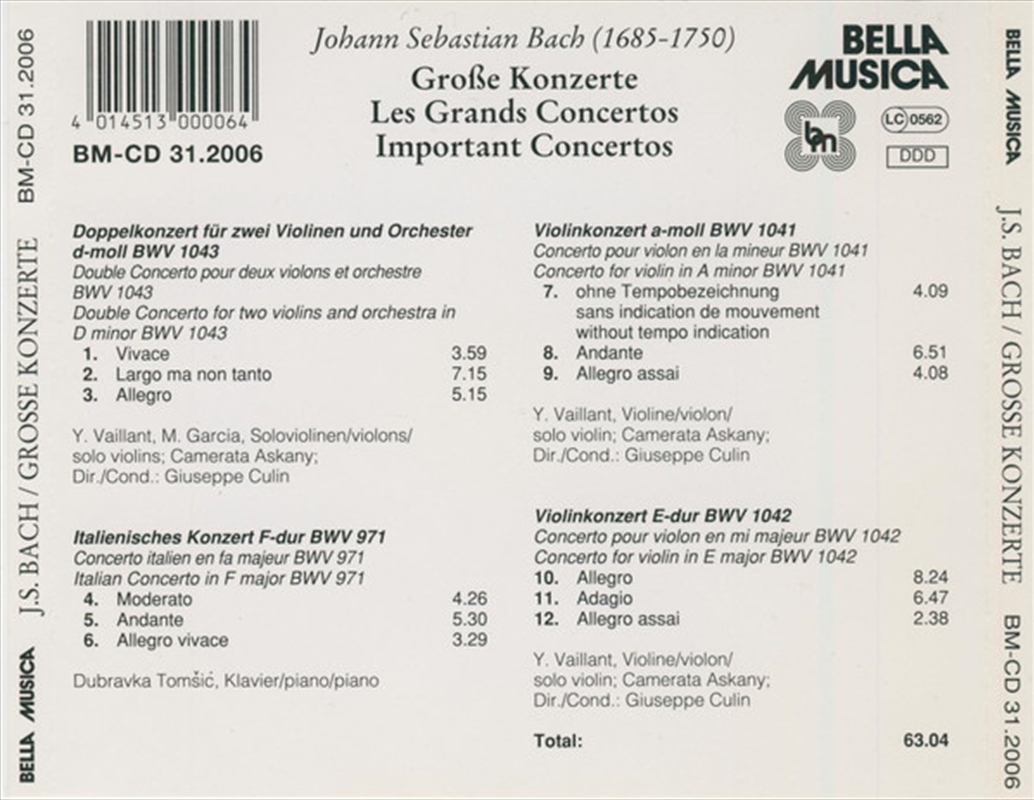 BM-CD 31.2006
J.S. BACH / GROSSE KONZERTE
BELLA MUSICA
4 014513 000064
BM-CD 31.2006
Johann Sebastian Bach (1685-1750)
Große Konzerte
Les Grands Concertos
Important Concertos
BELLA
MUSICA
bm
LC 0562
DDD
Doppelkonzert für zwei Violinen und Orchester
d-moll BWV 1043
Double Concerto pour deux violons et orchestre
BWV 1043
Double Concerto for two violins and orchestra in
D minor BWV 1043
1. Vivace 3.59
2. Largo ma non tanto 7.15
3. Allegro 5.15
Y. Vaillant, M. Garcia, Soloviolinen/violons/
solo violins; Camerata Askany;
Dir./Cond.: Giuseppe Culin
Italienisches Konzert F-dur BWV 971
Concerto italien en fa majeur BWV 971
Italian Concerto in F major BWV 971
4. Moderato 4.26
5. Andante 5.30
6. Allegro vivace 3.29
Dubravka Tomšić, Klavier/piano/piano
Violinkonzert a-moll BWV 1041
Concerto pour violon en la mineur BWV 1041
Concerto for violin in A minor BWV 1041
7. ohne Tempobezeichnung 4.09
sans indication de mouvement
without tempo indication
8. Andante 6.51
9. Allegro assai 4.08
Y. Vaillant, Violine/violon/
solo violin; Camerata Askany;
Dir./Cond.: Giuseppe Culin
Violinkonzert E-dur BWV 1042
Concerto pour violon en mi majeur BWV 1042
Concerto for violin in E major BWV 1042
10. Allegro 8.24
11. Adagio 6.47
12. Allegro assai 2.38
Y. Vaillant, Violine/violon/
solo violin; Camerata Askany;
Dir./Cond.: Giuseppe Culin
Total: 63.04
BELLA MUSICA
J.S. BACH / GROSSE KONZERTE
BM-CD 31.2006